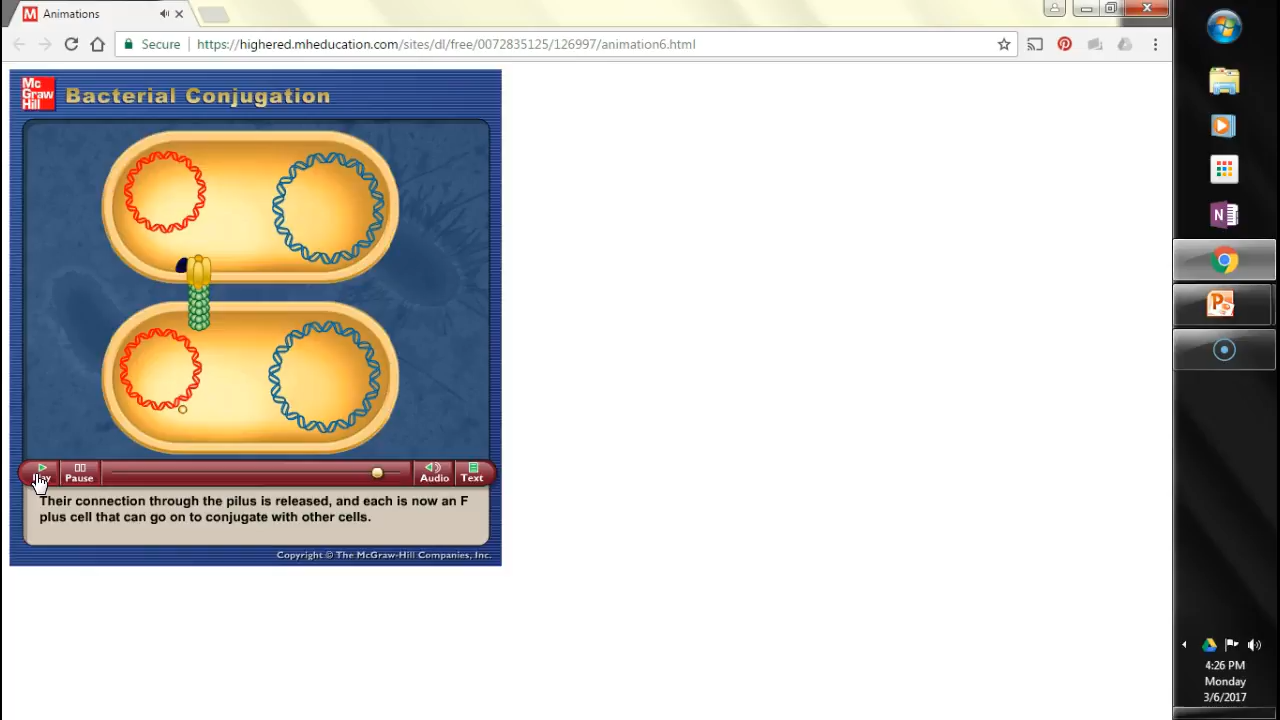 Animations
Secure
https://highered.mheducation.com/sites/dl/free/0072835125/126997/animation6.html
Mc
Graw
Hill
Bacterial Conjugation
Pause
Audio
Text
Their connection through the pilus is released, and each is now an F
plus cell that can go on to conjugate with other cells.
Copyright © The McGraw-Hill Companies, Inc.
4:26 PM
Monday
3/6/2017